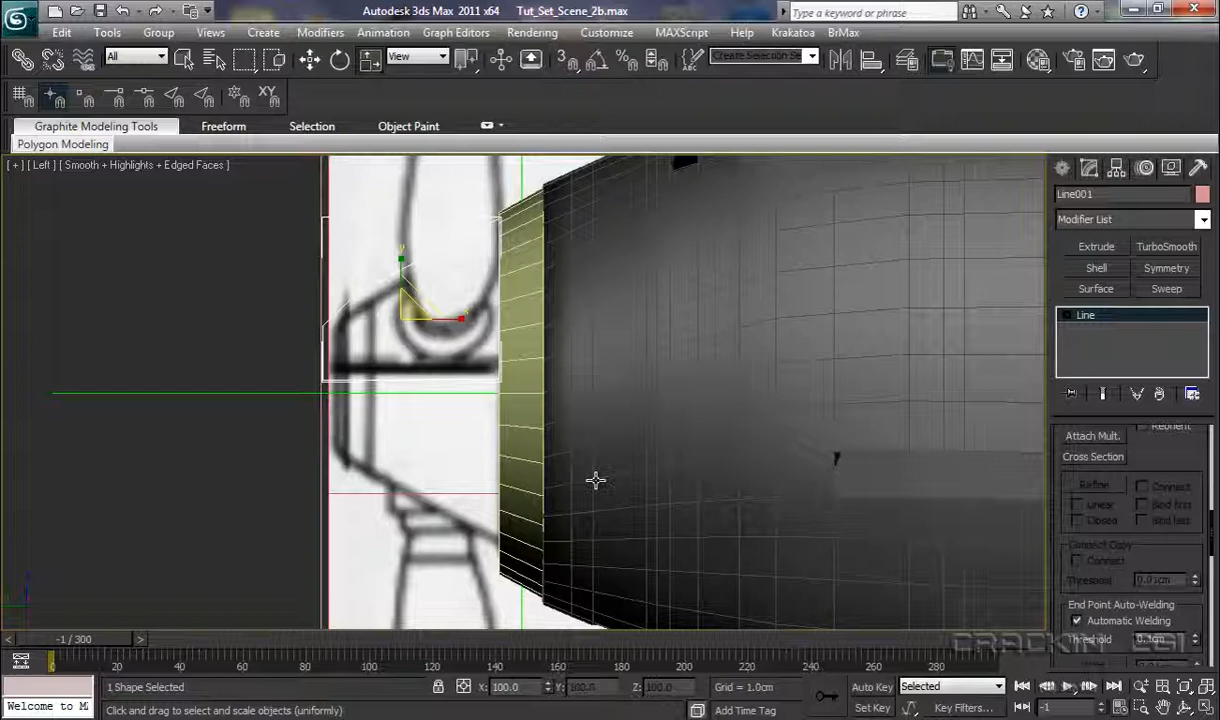 Autodesk 3ds Max 2011 x64 Tut_Set_Scene_2b.max
Type a keyword or phrase
Edit Tools Group Views Create Modifiers Animation Graph Editors Rendering Customize MAXScript Help Krakatoa BrMax
All View Create Selection Se
3 XY
Graphite Modeling Tools Freeform Selection Object Paint
Polygon Modeling
[ + ] [ Left ] [ Smooth + Highlights + Edged Faces ]
Line001
Modifier List
Extrude TurboSmooth
Shell Symmetry
Surface Sweep
Line
Reorient
Attach Mult.
Cross Section
Refine Connect
Linear Bind first
Closed Bind last
Connect Copy
Connect
Threshold 0.01cm
End Point Auto-Welding
Automatic Welding
Threshold 0.1cm
CRACKIN CGI
-1 / 300
0 20 40 60 80 100 120 140 160 180 200 220 240 260 280
1 Shape Selected X: 100.0 Y: 100.0 Z: 100.0 Grid = 1.0cm Auto Key Selected
Welcome to M Click and drag to select and scale objects (uniformly) Add Time Tag Set Key Key Filters... -1